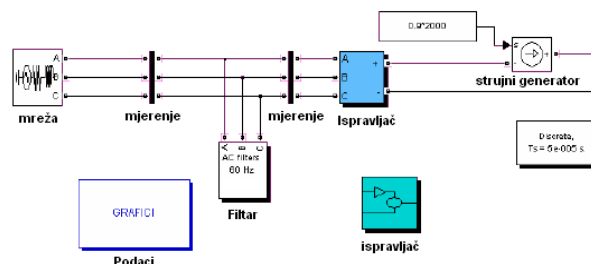 0.9*2000
A
A
A
+
s
-
B
B
C
C
C
-
mreža
mjerenje
mjerenje
Ispravljač
strujni generator
A B C
AC filters
60 Hz
Filtar
Discrete,
Ts = 5e-005 s.
GRAFICI
Podaci
ispravljač